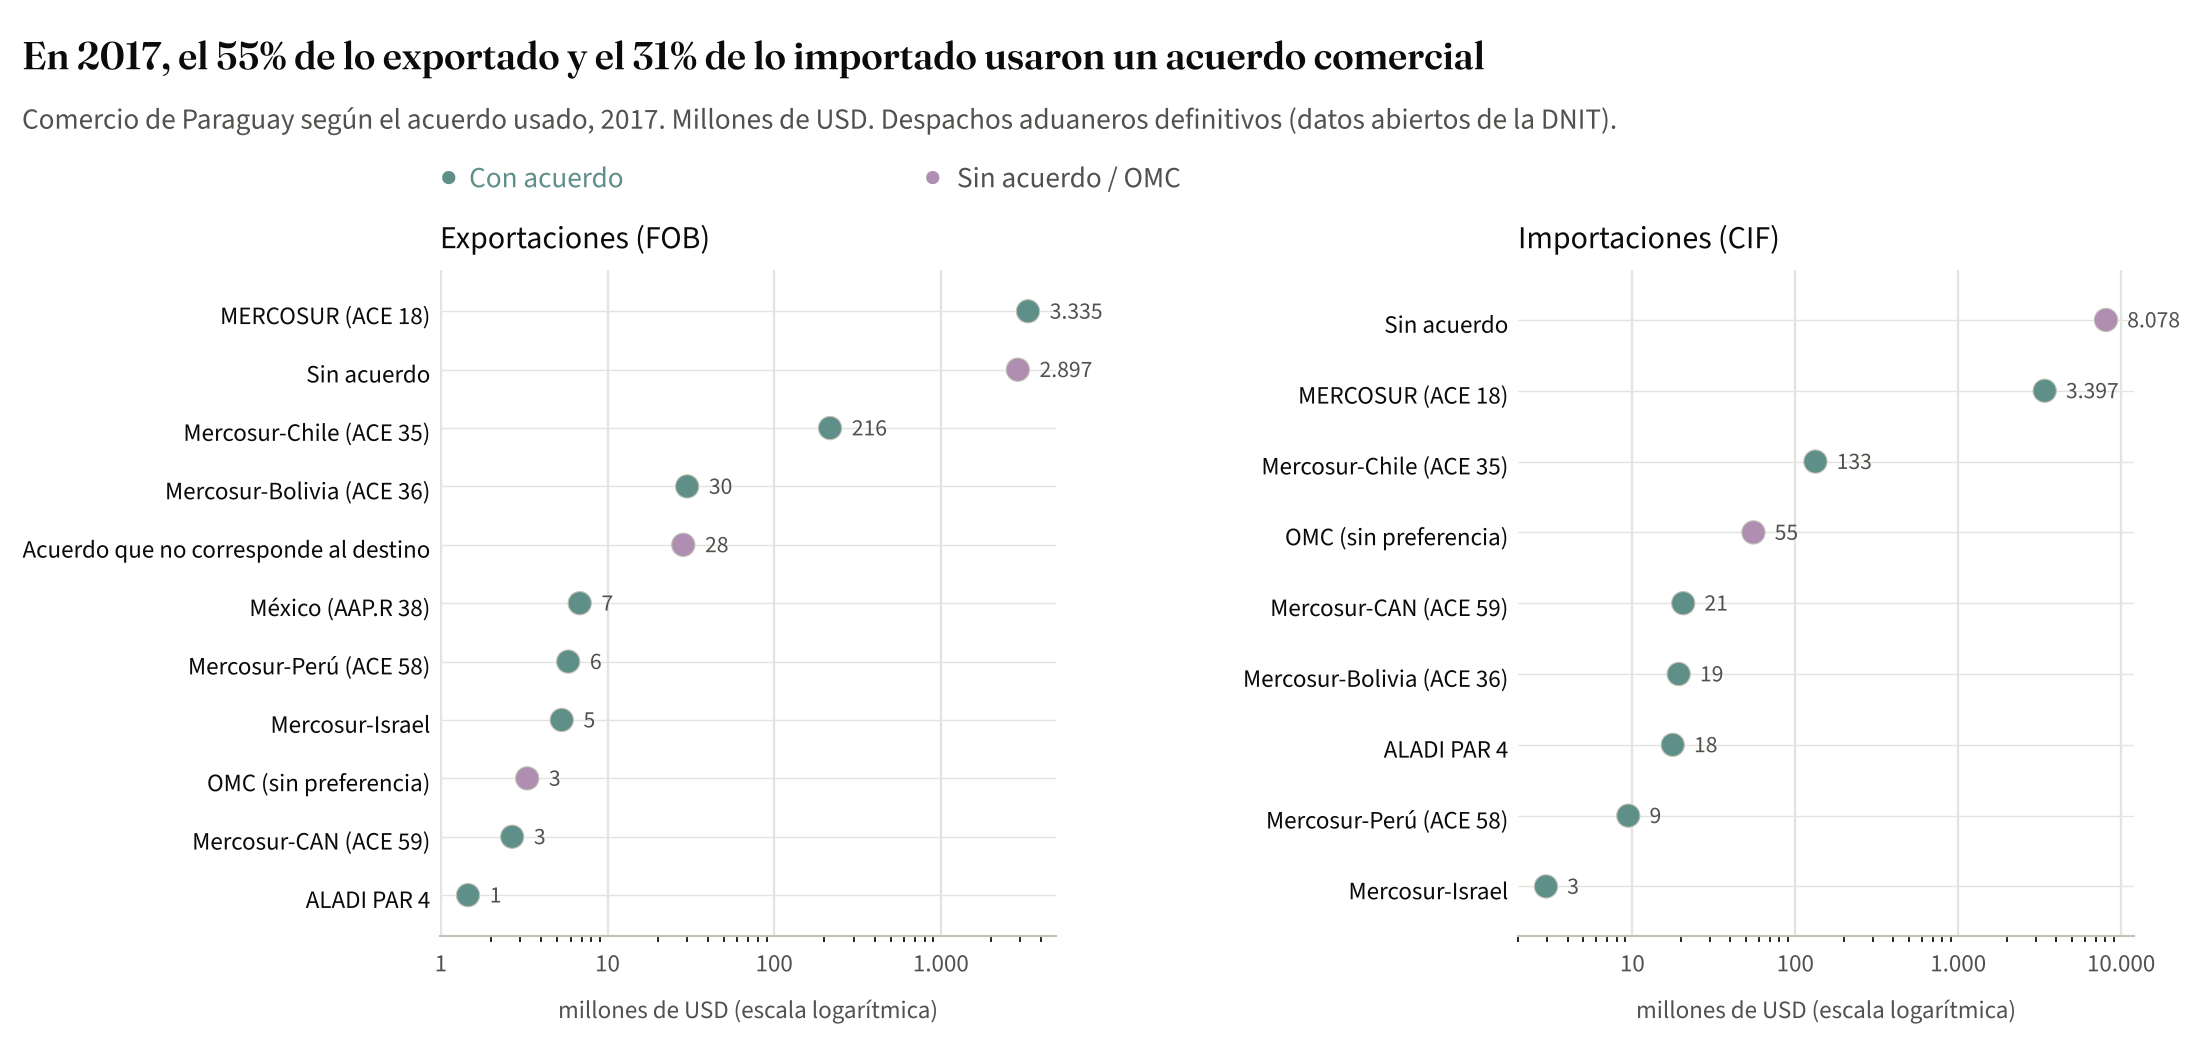 En 2017, el 55% de lo exportado y el 31% de lo importado usaron un acuerdo comercial
Comercio de Paraguay según el acuerdo usado, 2017. Millones de USD. Despachos aduaneros definitivos (datos abiertos de la DNIT).
Con acuerdo
Sin acuerdo / OMC
Exportaciones (FOB)
MERCOSUR (ACE 18) 3.335
Sin acuerdo 2.897
Mercosur-Chile (ACE 35) 216
Mercosur-Bolivia (ACE 36) 30
Acuerdo que no corresponde al destino 28
México (AAP.R 38) 7
Mercosur-Perú (ACE 58) 6
Mercosur-Israel 5
OMC (sin preferencia) 3
Mercosur-CAN (ACE 59) 3
ALADI PAR 4 1
1 10 100 1.000
millones de USD (escala logarítmica)
Importaciones (CIF)
Sin acuerdo 8.078
MERCOSUR (ACE 18) 3.397
Mercosur-Chile (ACE 35) 133
OMC (sin preferencia) 55
Mercosur-CAN (ACE 59) 21
Mercosur-Bolivia (ACE 36) 19
ALADI PAR 4 18
Mercosur-Perú (ACE 58) 9
Mercosur-Israel 3
10 100 1.000 10.000
millones de USD (escala logarítmica)